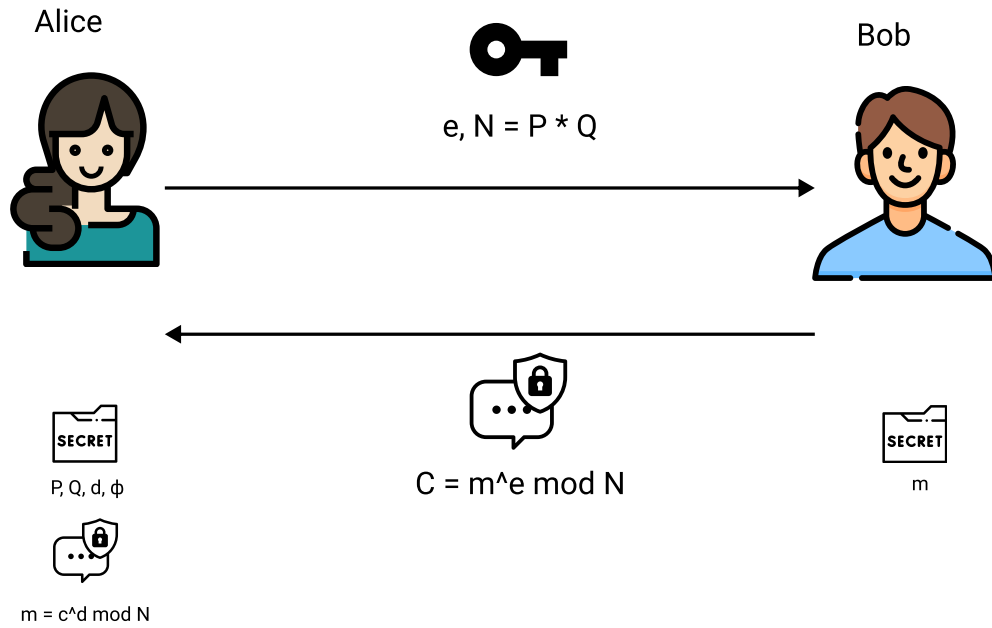 Alice
Bob
e, N = P * Q
C = m^e mod N
SECRET
P, Q, d, ф
m = c^d mod N
SECRET
m